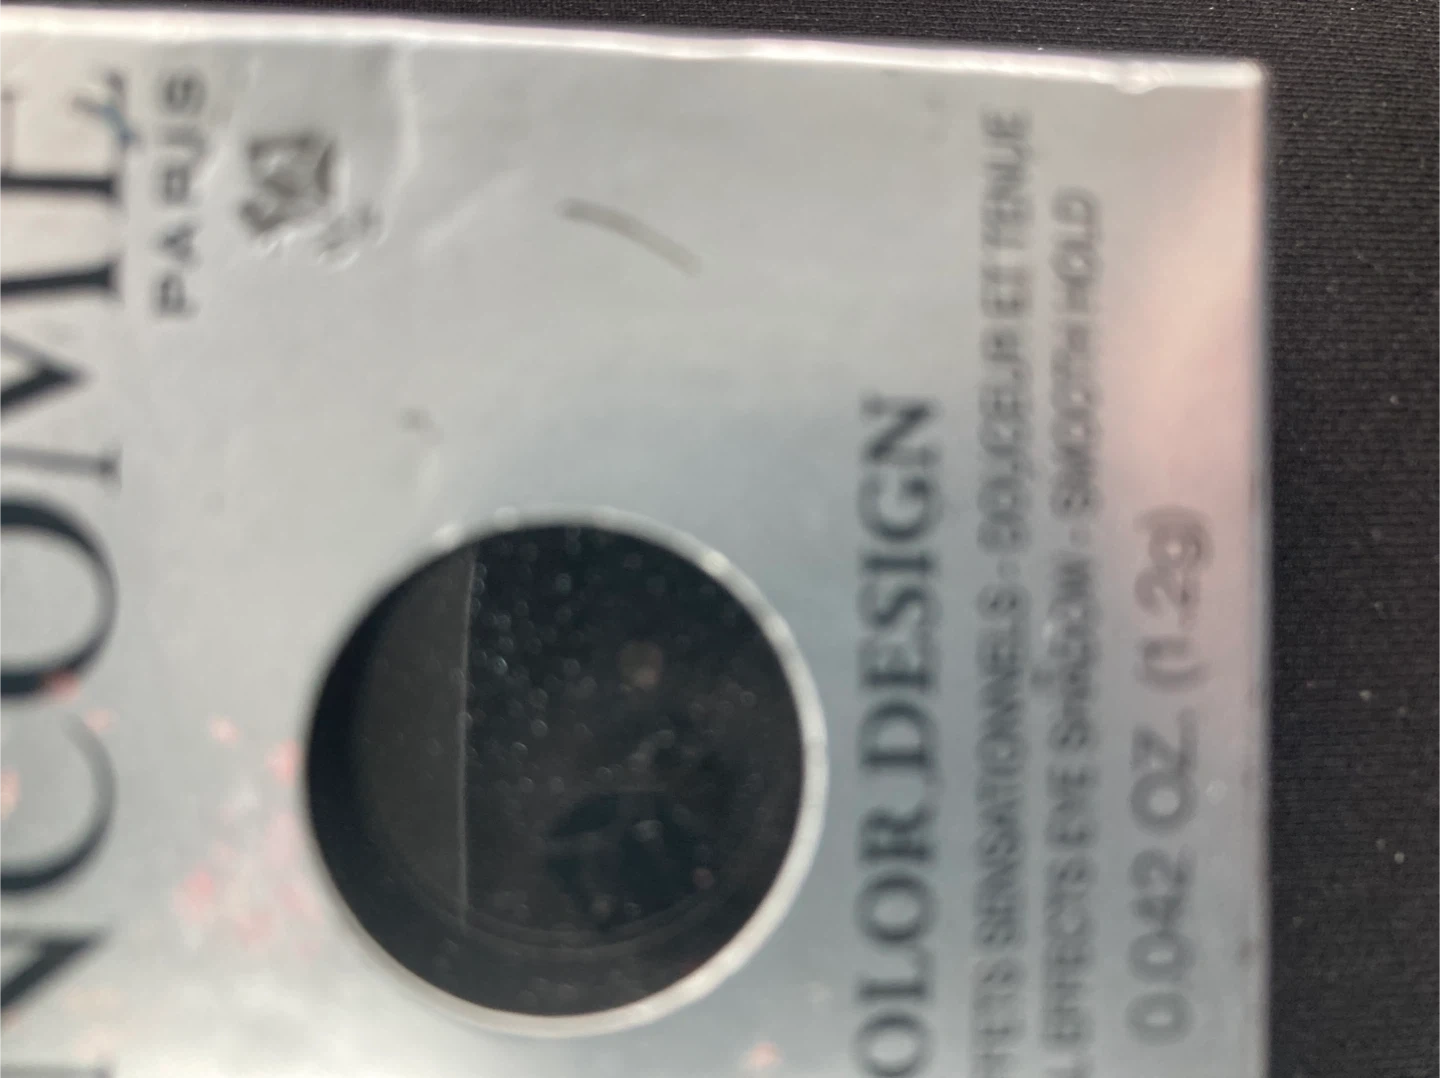 NCOME
PARIS
OLOR DESIGN
FETS SENSATIONNELS - DOUCEUR ET TENUE
L EFFECTS EYE SHADOW - SMOOTH HOLD
0.042 OZ. (1.2g)